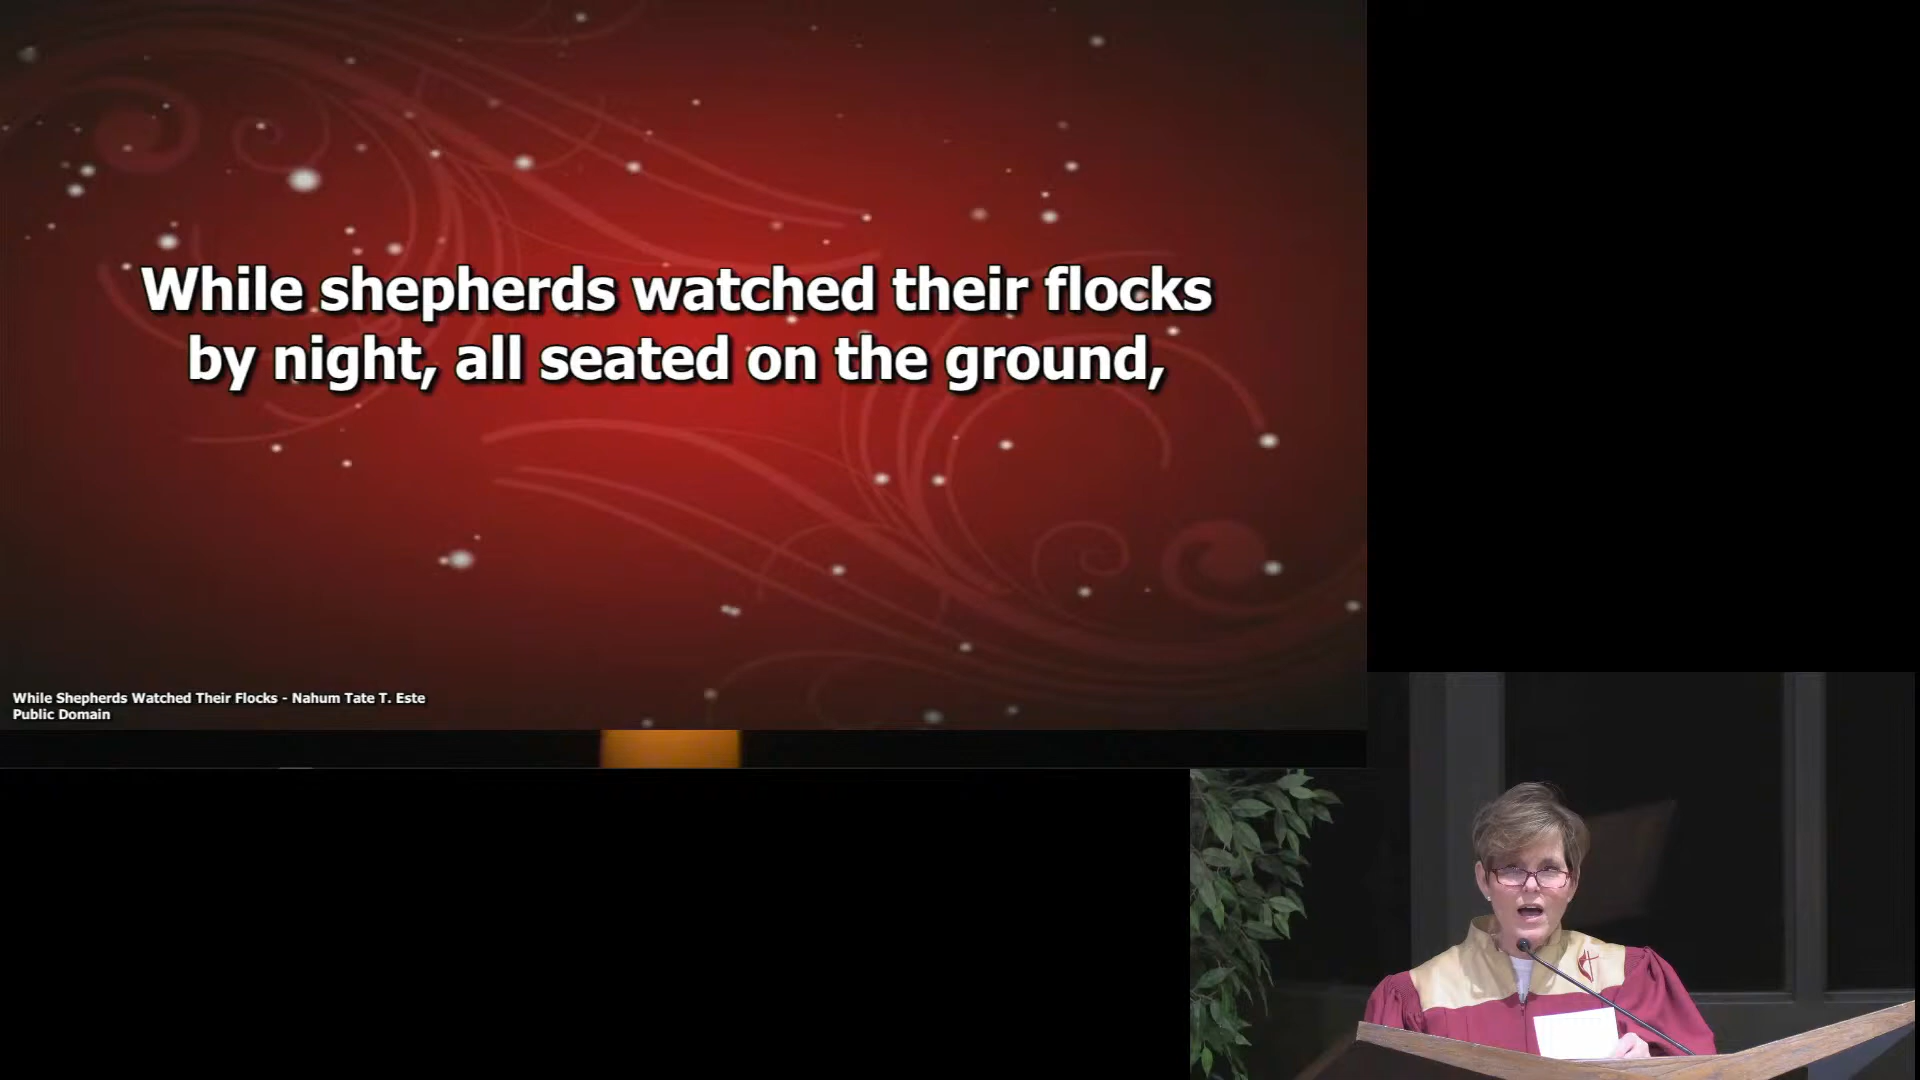 While shepherds watched their flocks
by night, all seated on the ground,
While Shepherds Watched Their Flocks - Nahum Tate T. Este
Public Domain